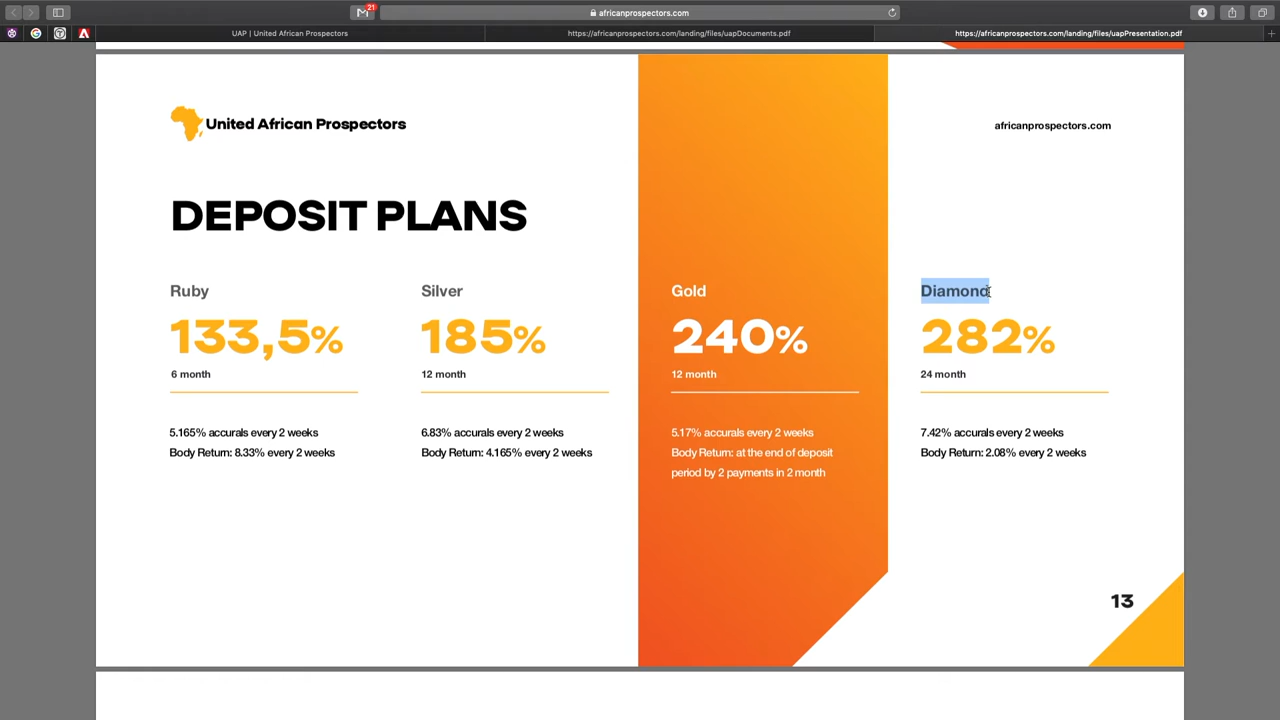 21
africanprospectors.com
UAP | United African Prospectors
https://africanprospectors.com/landing/files/uapDocuments.pdf
https://africanprospectors.com/landing/files/uapPresentation.pdf
United African Prospectors
africanprospectors.com
DEPOSIT PLANS
Ruby
133,5%
6 month
5.165% accurals every 2 weeks
Body Return: 8.33% every 2 weeks
Silver
185%
12 month
6.83% accurals every 2 weeks
Body Return: 4.165% every 2 weeks
Gold
240%
12 month
5.17% accurals every 2 weeks
Body Return: at the end of deposit
period by 2 payments in 2 month
Diamond
282%
24 month
7.42% accurals every 2 weeks
Body Return: 2.08% every 2 weeks
13